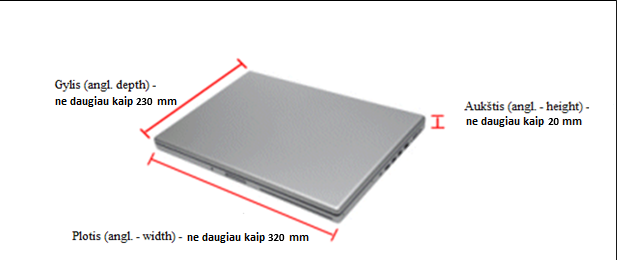 Gylis (angl. depth) -
ne daugiau kaip 230 mm
Aukštis (angl. - height) -
ne daugiau kaip 20 mm
Plotis (angl. - width) - ne daugiau kaip 320 mm